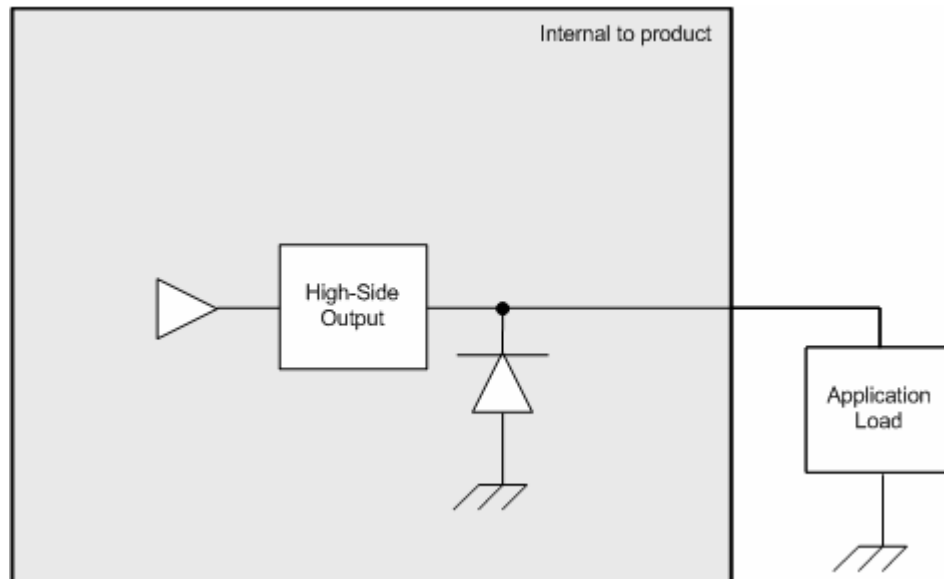 Internal to product
High-Side
Output
Application
Load